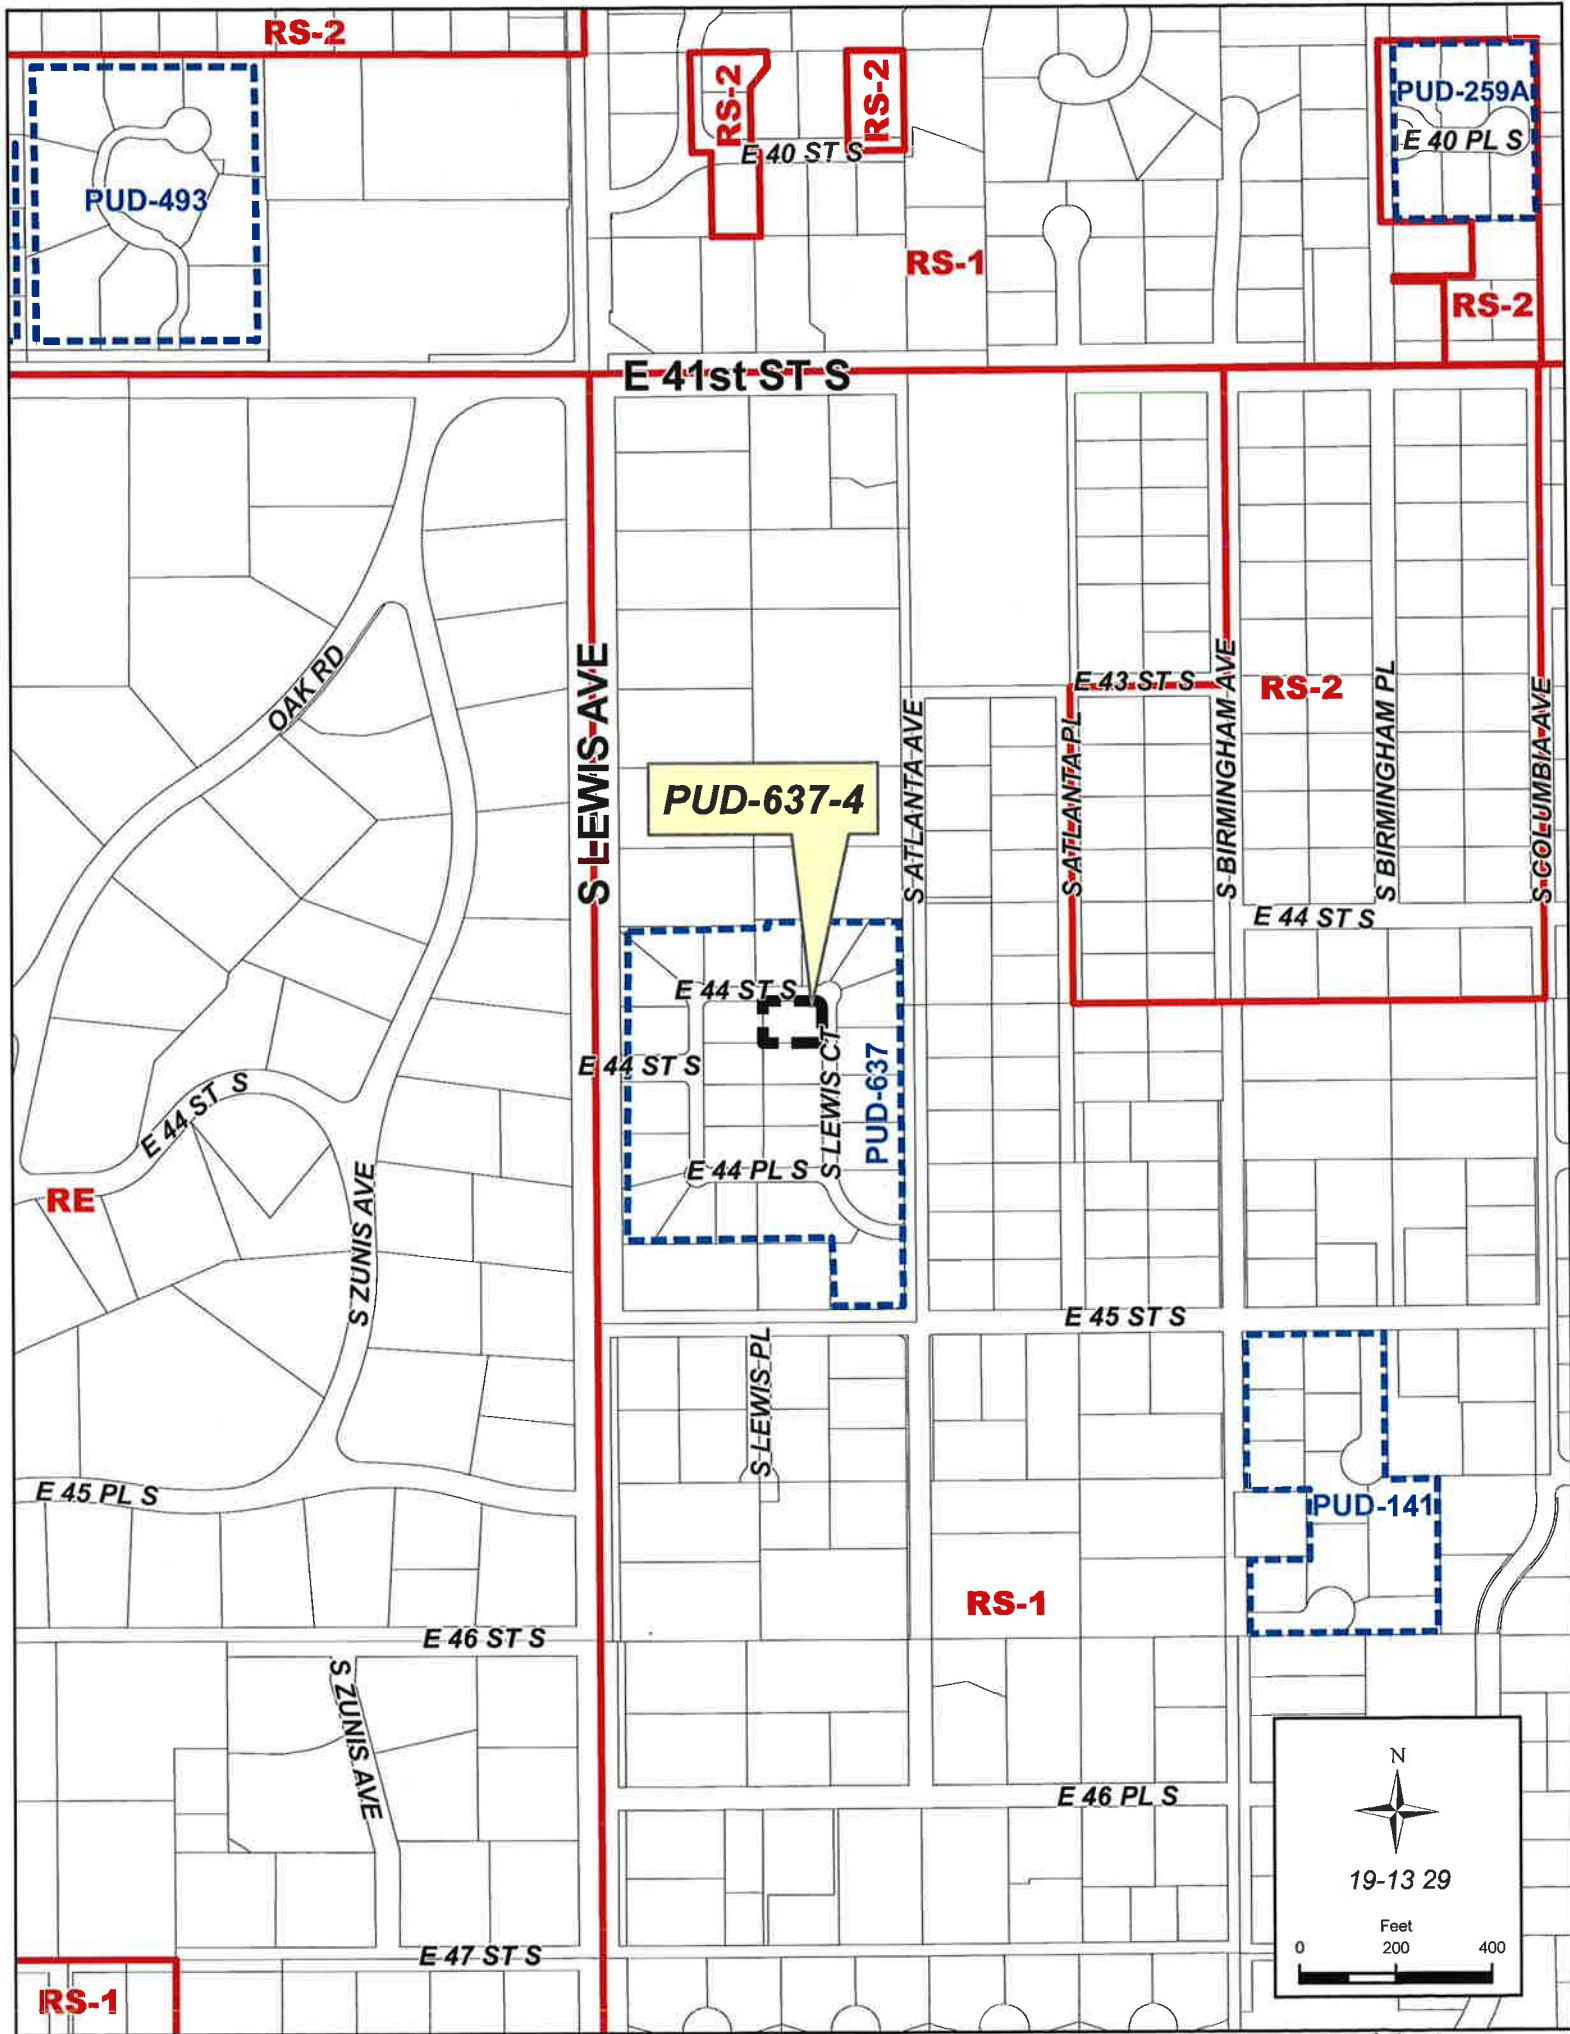 RS-2
RS-2
RS-2
PUD-259A
E 40 ST S
E 40 PL S
PUD-493
RS-1
RS-2
E 41st ST S
OAK RD
S LEWIS AVE
E 43 ST S
RS-2
S ATLANTA AVE
S ATLANTA PL
S BIRMINGHAM AVE
S BIRMINGHAM PL
S COLUMBIA AVE
PUD-637-4
E 44 ST S
E 44 ST S
E 44 ST S
S LEWIS CT
PUD-637
E 44 ST S
E 44 PL S
RE
S ZUNIS AVE
E 45 ST S
S LEWIS PL
E 45 PL S
PUD-141
RS-1
E 46 ST S
S ZUNIS AVE
E 46 PL S
N
19-13 29
Feet
0 200 400
E 47 ST S
RS-1